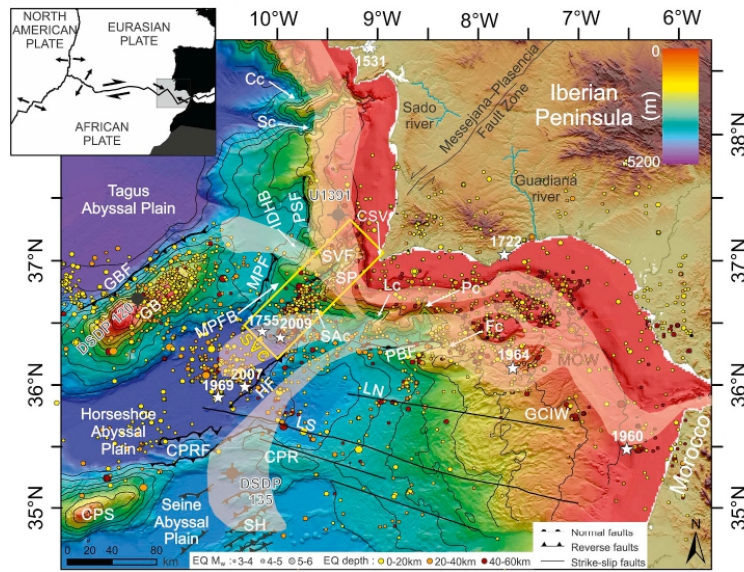 NORTH
AMERICAN
PLATE
EURASIAN
PLATE
AFRICAN
PLATE
10°W
9°W
8°W
7°W
6°W
1531
0
(m)
5200
Iberian
Peninsula
Cc
Sc
Sado
river
Messejana-Plasencia
Fault Zone
38°N
Tagus
Abyssal Plain
IDHB
PSF
U1391
CSV
Guadiana
river
1722
37°N
37°N
GBF
MPF
SVF
SP
GB
DSDP 120
MPFB
Lc
Pc
1755
2009
SVC
SAc
Fc
PBF
1964
MOW
36°N
36°N
1969
2007
HF
LN
GCIW
1960
Horseshoe
Abyssal
Plain
LS
CPRF
CPR
Morocco
DSDP
135
35°N
35°N
CPS
Seine
Abyssal
Plain
SH
Normal faults
Reverse faults
Strike-slip faults
N
0 20 40 80
km
EQ Mw : 3-4 4-5 5-6 EQ depth : 0-20km 20-40km 40-60km